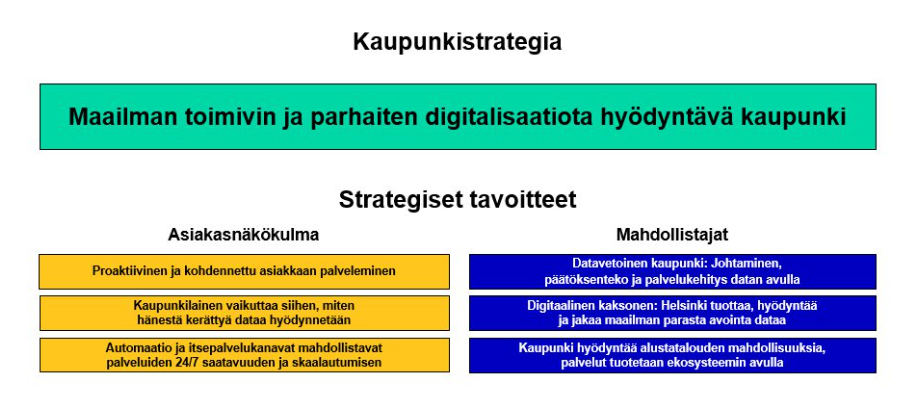 Kaupunkistrategia
Maailman toimivin ja parhaiten digitalisaatiota hyödyntävä kaupunki
Strategiset tavoitteet
Asiakasnäkökulma
Proaktiivinen ja kohdennettu asiakkaan palveleminen
Kaupunkilainen vaikuttaa siihen, miten
hänestä kerättyä dataa hyödynnetään
Automaatio ja itsepalvelukanavat mahdollistavat
palveluiden 24/7 saatavuuden ja skaalautumisen
Mahdollistajat
Datavetoinen kaupunki: Johtaminen,
päätöksenteko ja palvelukehitys datan avulla
Digitaalinen kaksonen: Helsinki tuottaa, hyödyntää
ja jakaa maailman parasta avointa dataa
Kaupunki hyödyntää alustatalouden mahdollisuuksia,
palvelut tuotetaan ekosysteemin avulla